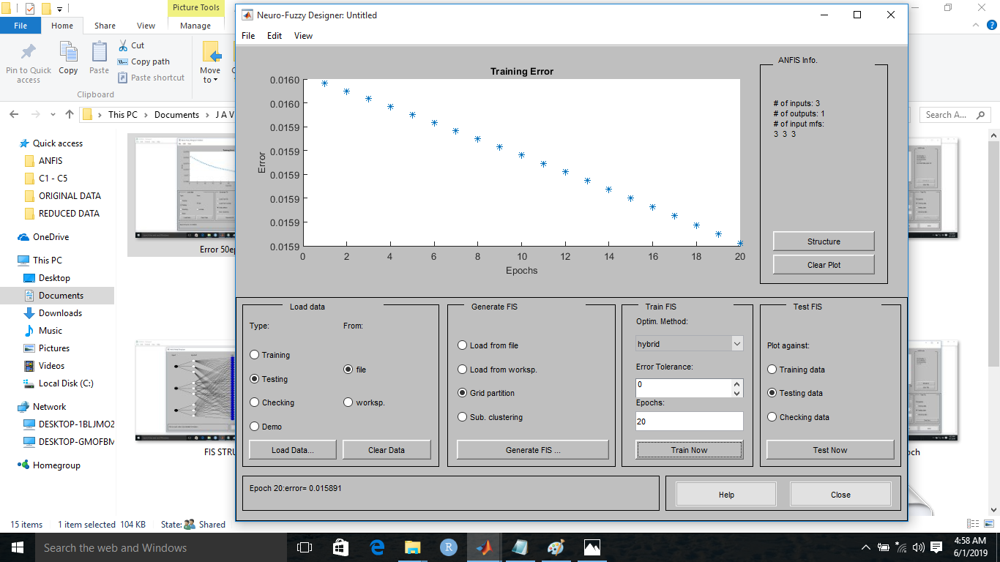 Picture Tools
File
Home
Share
View
Manage
Pin to Quick access
Copy
Paste
Cut
Copy path
Paste shortcut
Clipboard
Move to
This PC
Documents
J A V
Search A...
Quick access
ANFIS
C1 - C5
ORIGINAL DATA
REDUCED DATA
OneDrive
This PC
Desktop
Documents
Downloads
Music
Pictures
Videos
Local Disk (C:)
Network
DESKTOP-1BLJMO2
DESKTOP-GMOFBM
Homegroup
Error 50ep
FIS STRU
och
15 items
1 item selected
104 KB
State:
Shared
Neuro-Fuzzy Designer: Untitled
File
Edit
View
Training Error
0.0160
0.0160
0.0159
0.0159
0.0159
0.0159
0.0159
0.0159
Error
0
2
4
6
8
10
12
14
16
18
20
Epochs
ANFIS Info.
# of inputs: 3
# of outputs: 1
# of input mfs:
3 3 3
Structure
Clear Plot
Load data
Type:
From:
Training
Testing
file
Checking
worksp.
Demo
Load Data...
Clear Data
Generate FIS
Load from file
Load from worksp.
Grid partition
Sub. clustering
Generate FIS ...
Train FIS
Optim. Method:
hybrid
Error Tolerance:
0
Epochs:
20
Train Now
Test FIS
Plot against:
Training data
Testing data
Checking data
Test Now
Epoch 20:error= 0.015891
Help
Close
Search the web and Windows
4:58 AM
6/1/2019